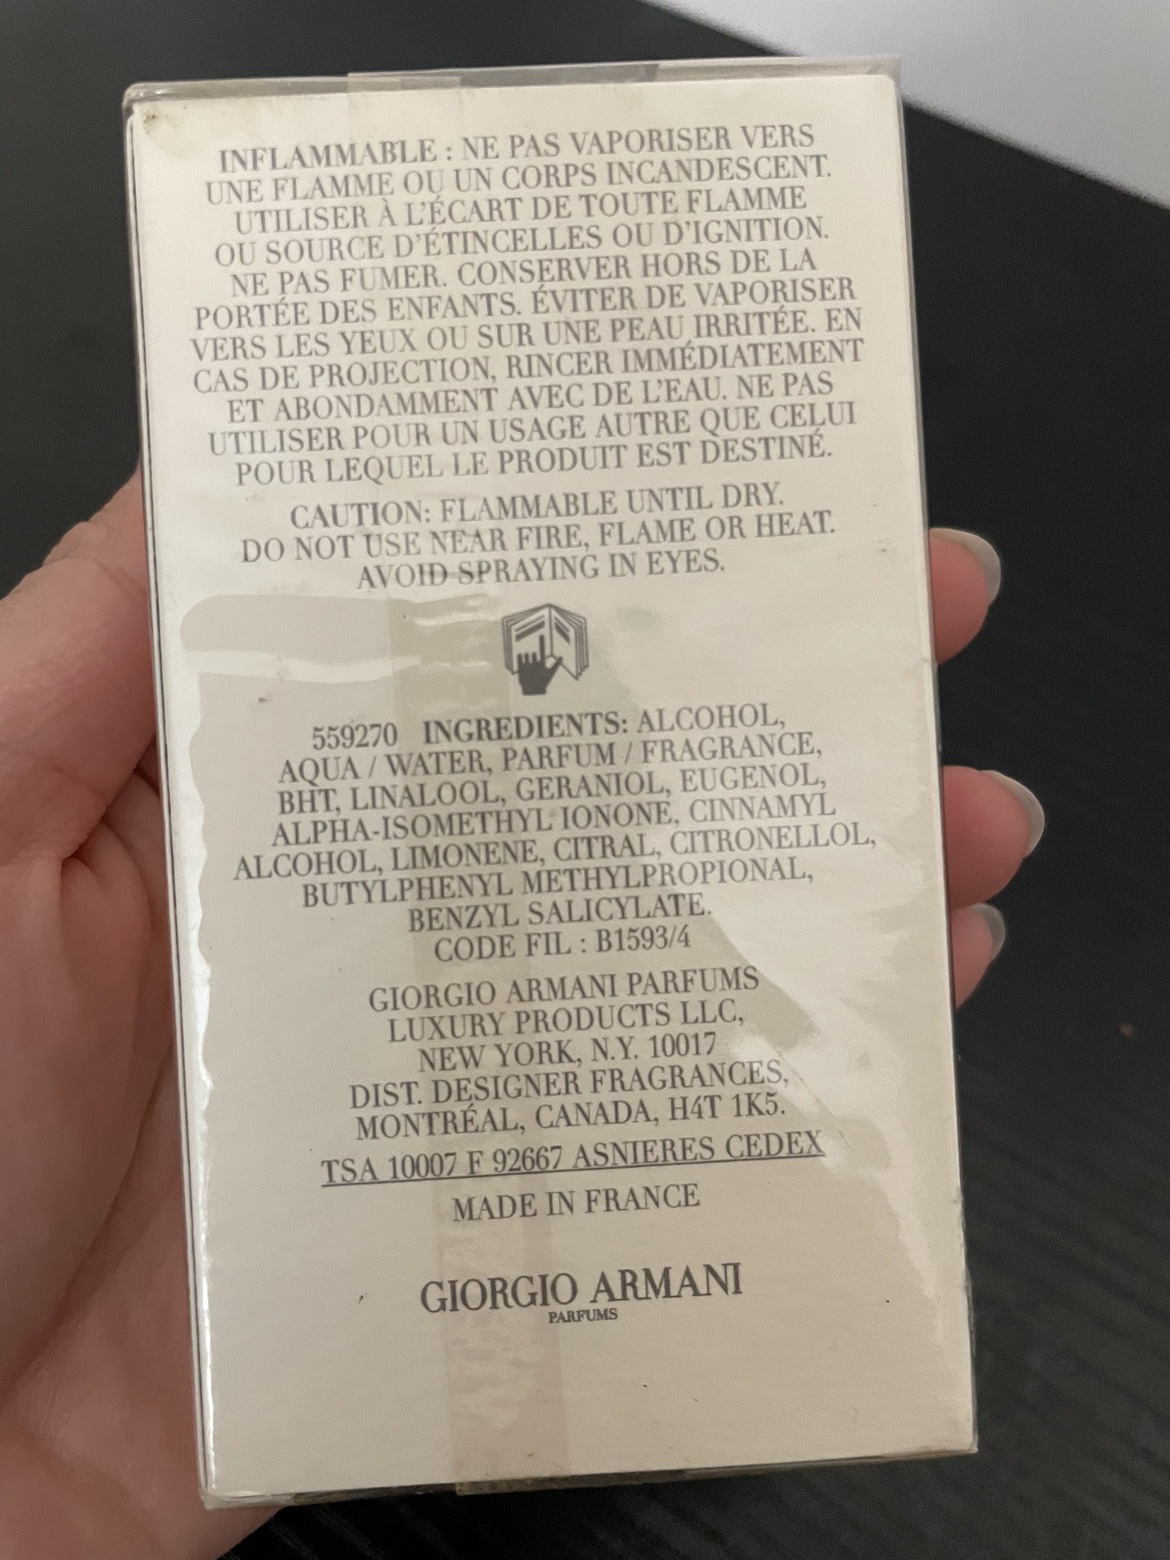 INFLAMMABLE : NE PAS VAPORISER VERS
UNE FLAMME OU UN CORPS INCANDESCENT.
UTILISER À L'ÉCART DE TOUTE FLAMME
OU SOURCE D'ÉTINCELLES OU D'IGNITION.
NE PAS FUMER. CONSERVER HORS DE LA
PORTÉE DES ENFANTS. ÉVITER DE VAPORISER
VERS LES YEUX OU SUR UNE PEAU IRRITÉE. EN
CAS DE PROJECTION, RINCER IMMÉDIATEMENT
ET ABONDAMMENT AVEC DE L'EAU. NE PAS
UTILISER POUR UN USAGE AUTRE QUE CELUI
POUR LEQUEL LE PRODUIT EST DESTINÉ.
CAUTION: FLAMMABLE UNTIL DRY.
DO NOT USE NEAR FIRE, FLAME OR HEAT.
AVOID SPRAYING IN EYES.
559270 INGREDIENTS: ALCOHOL,
AQUA / WATER, PARFUM / FRAGRANCE,
BHT, LINALOOL, GERANIOL, EUGENOL,
ALPHA-ISOMETHYL IONONE, CINNAMYL
ALCOHOL, LIMONENE, CITRAL, CITRONELLOL,
BUTYLPHENYL METHYLPROPIONAL,
BENZYL SALICYLATE.
CODE FIL : B1593/4
GIORGIO ARMANI PARFUMS
LUXURY PRODUCTS LLC,
NEW YORK, N.Y. 10017
DIST. DESIGNER FRAGRANCES,
MONTRÉAL, CANADA, H4T 1K5.
TSA 10007 F 92667 ASNIERES CEDEX
MADE IN FRANCE
GIORGIO ARMANI
PARFUMS